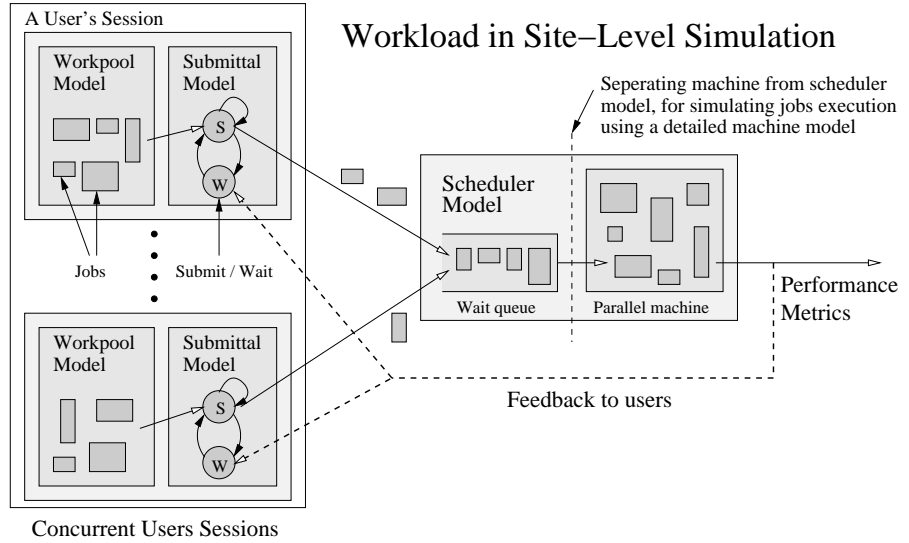 A User's Session
Workload in Site−Level Simulation
Workpool
Model
Submittal
Model
S
W
Jobs
Submit / Wait
Seperating machine from scheduler
model, for simulating jobs execution
using a detailed machine model
Scheduler
Model
Wait queue
Parallel machine
Performance
Metrics
Feedback to users
Workpool
Model
Submittal
Model
S
W
Concurrent Users Sessions